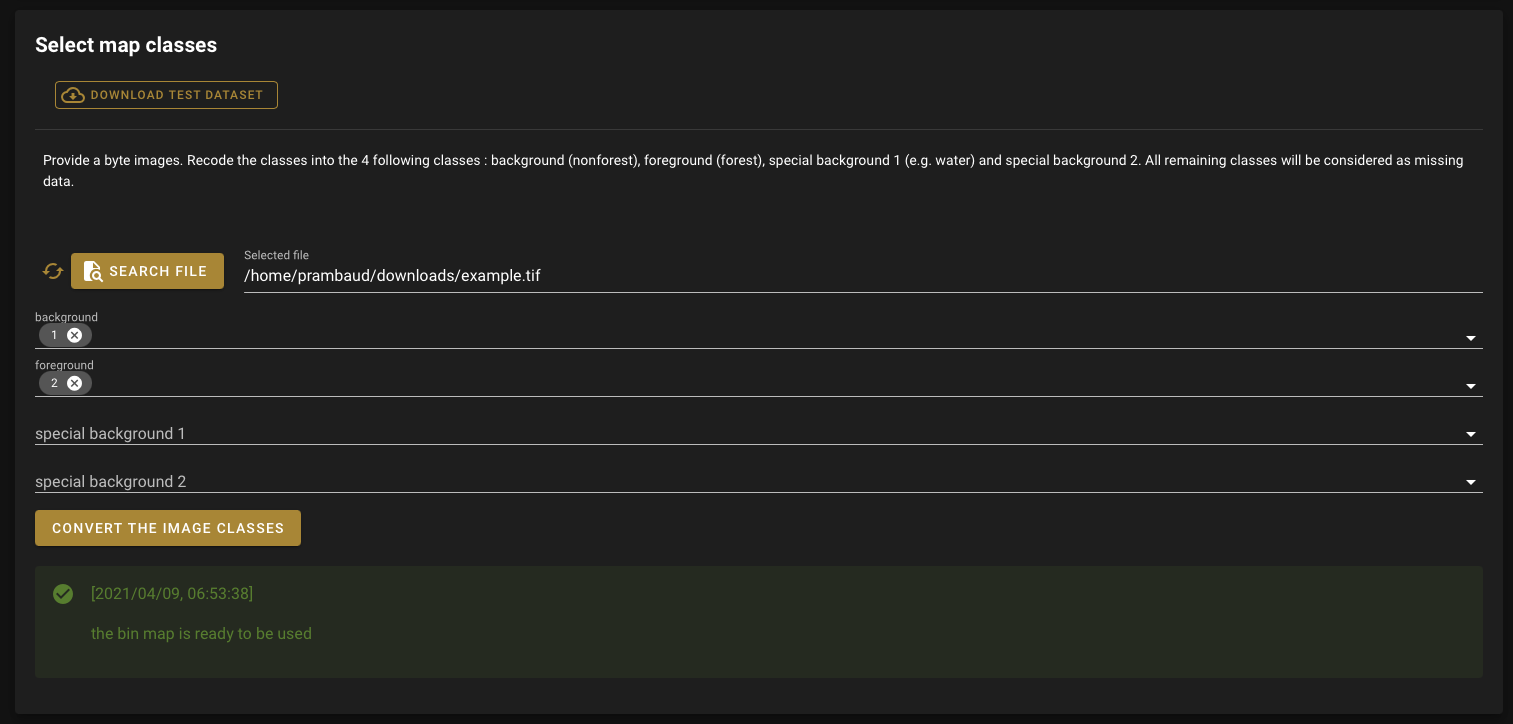 Select map classes
DOWNLOAD TEST DATASET
Provide a byte images. Recode the classes into the 4 following classes : background (nonforest), foreground (forest), special background 1 (e.g. water) and special background 2. All remaining classes will be considered as missing
data.
Selected file
SEARCH FILE
/home/prambaud/downloads/example.tif
background
1
foreground
2
special background 1
special background 2
CONVERT THE IMAGE CLASSES
[2021/04/09, 06:53:38]
the bin map is ready to be used